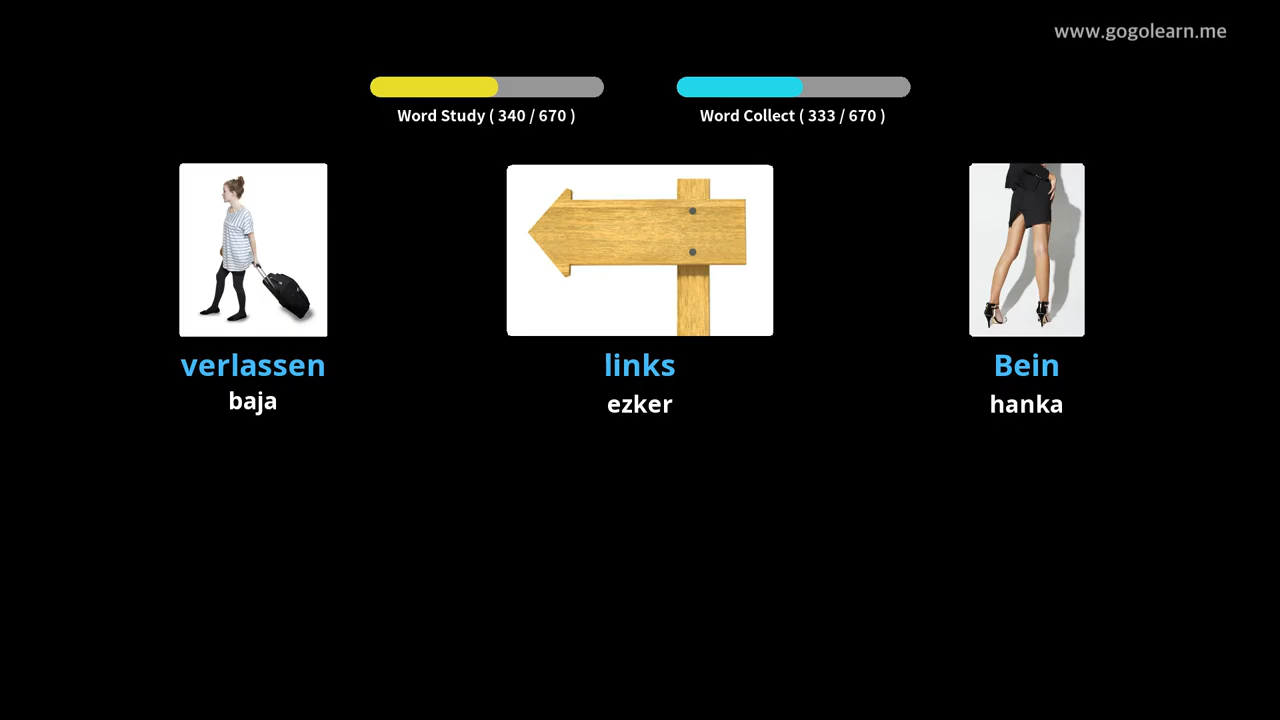 www.gogolearn.me
Word Study ( 340 / 670 )
Word Collect ( 333 / 670 )
verlassen
baja
links
ezker
Bein
hanka